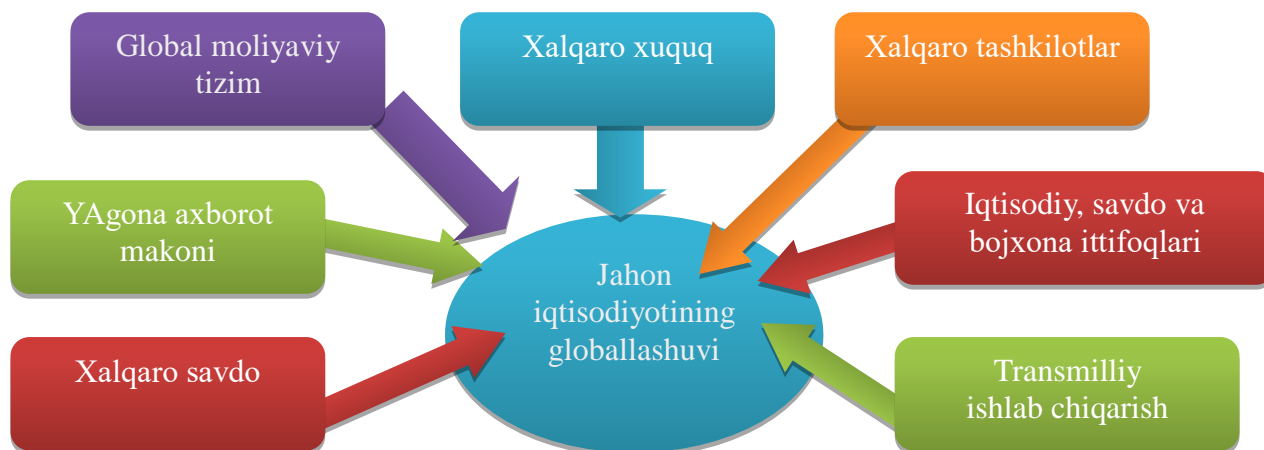 Global moliyaviy
tizim
Xalqaro xuquq
Xalqaro tashkilotlar
YAgona axborot
makoni
Iqtisodiy, savdo va
bojxona ittifoqlari
Jahon
iqtisodiyotining
globallashuvi
Xalqaro savdo
Transmilliy
ishlab chiqarish